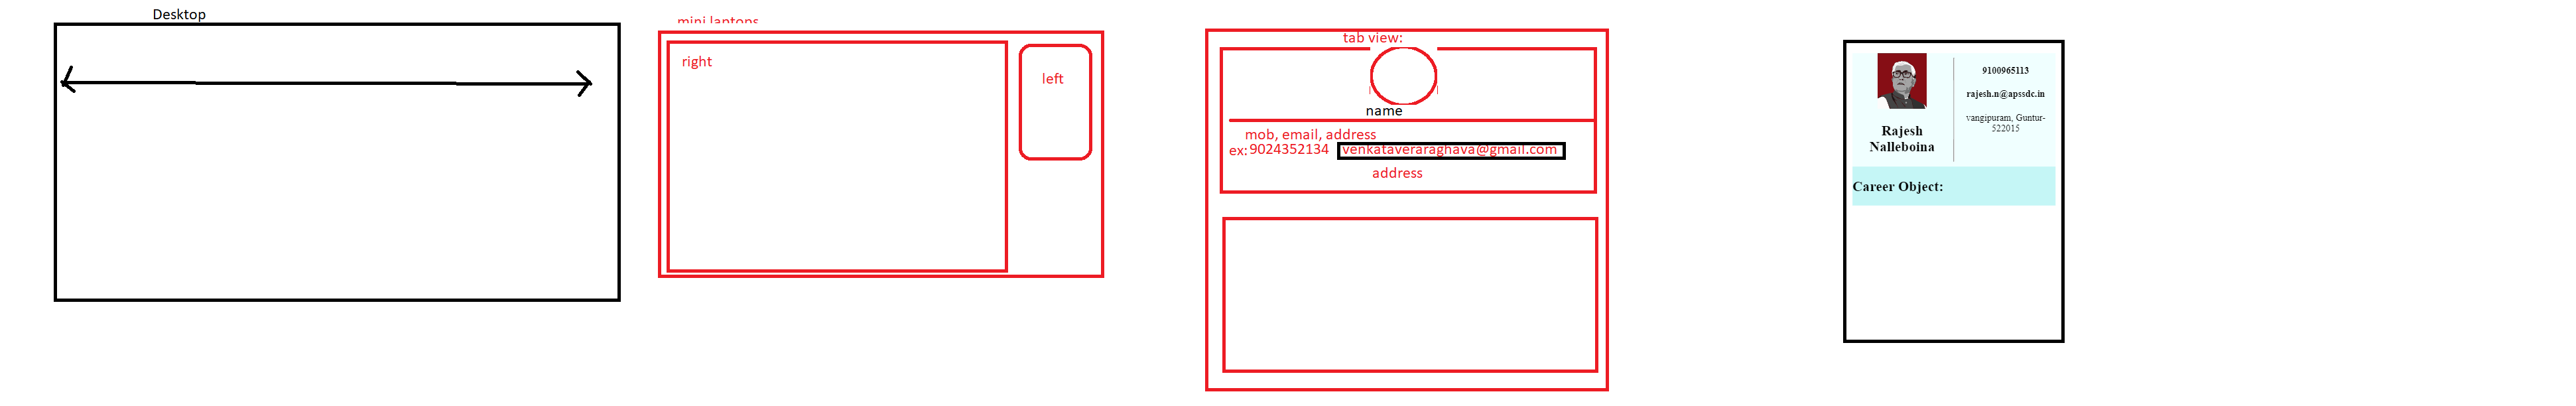 Desktop
mini laptops
right
left
tab view:
name
mob, email, address
ex: 9024352134 venkataveraraghava@gmail.com
address
Rajesh
Nalleboina
9100965113
rajesh.n@apssdc.in
vangipuram, Guntur-
522015
Career Object: